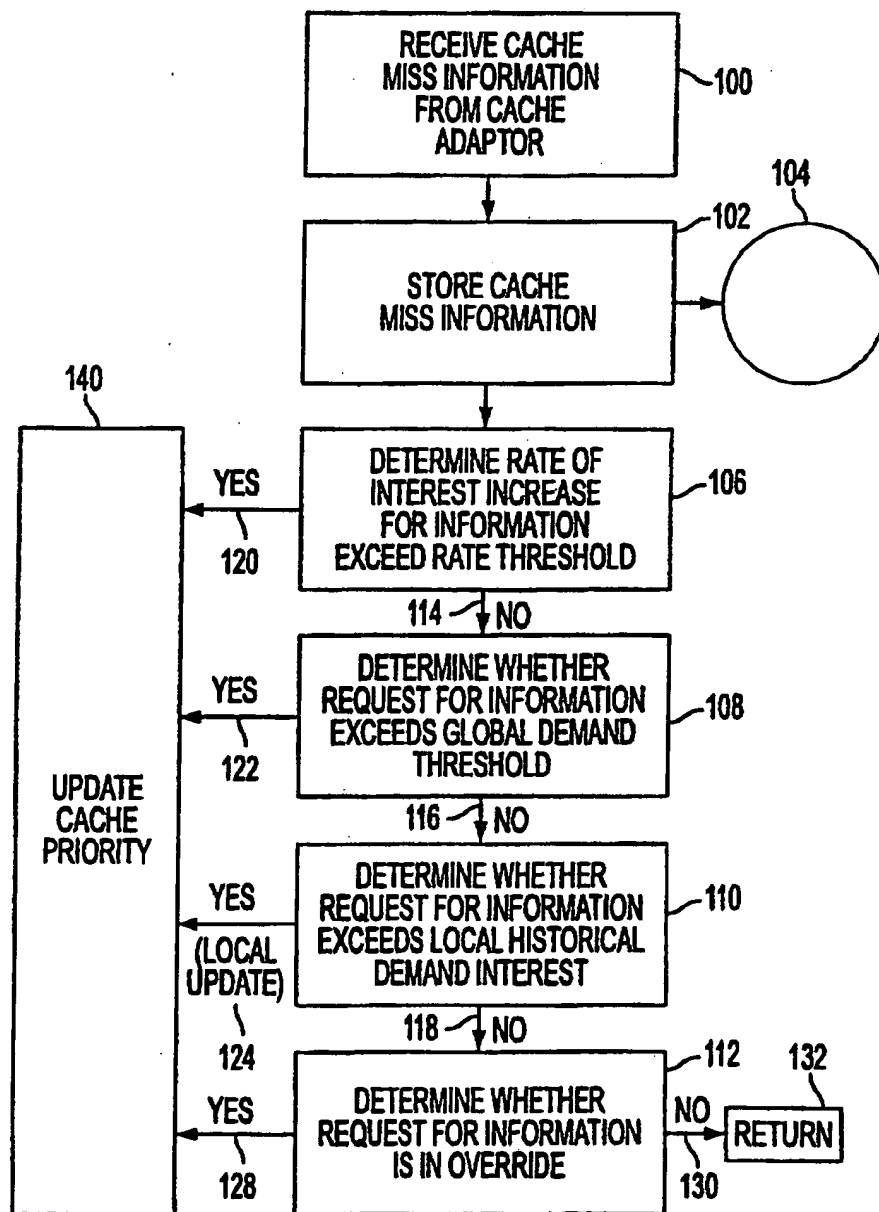 RECEIVE CACHE
MISS INFORMATION
FROM CACHE
ADAPTOR
100
102
104
STORE CACHE
MISS INFORMATION
140
DETERMINE RATE OF
INTEREST INCREASE
FOR INFORMATION
EXCEED RATE THRESHOLD
106
YES
120
114
NO
DETERMINE WHETHER
REQUEST FOR INFORMATION
EXCEEDS GLOBAL DEMAND
THRESHOLD
108
YES
122
UPDATE
CACHE
PRIORITY
116
NO
DETERMINE WHETHER
REQUEST FOR INFORMATION
EXCEEDS LOCAL HISTORICAL
DEMAND INTEREST
110
YES
(LOCAL
UPDATE)
124
118
NO
112
DETERMINE WHETHER
REQUEST FOR INFORMATION
IS IN OVERRIDE
YES
128
NO
130
132
RETURN